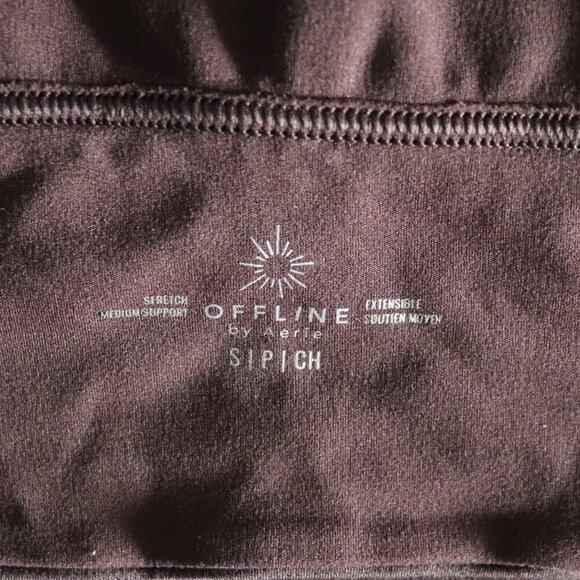 STRETCH
MEDIUM SUPPORT
OFFLINE
by Aerie
S | P | CH
EXTENSIBLE
SOUTIEN MOYEN